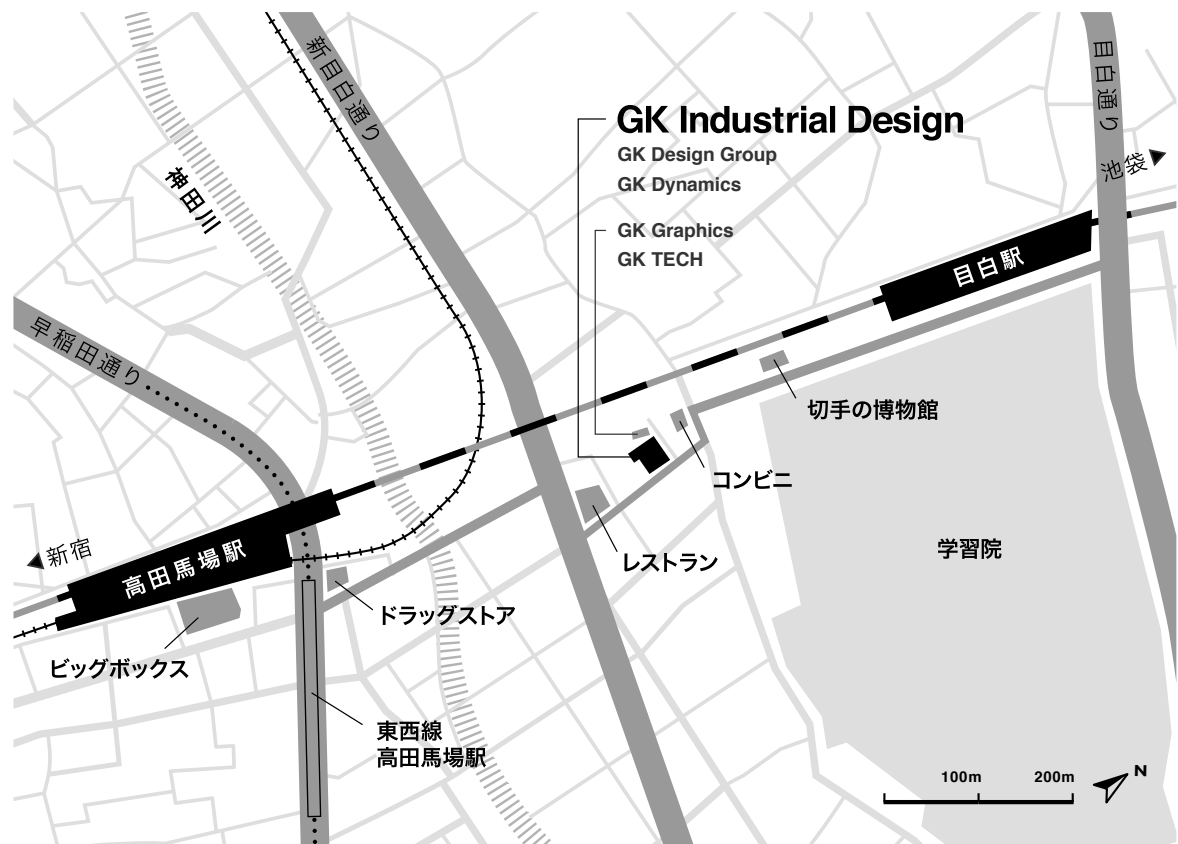 新目白通り
目白通り
池袋
神田川
GK Industrial Design
GK Design Group
GK Dynamics
GK Graphics
GK TECH
目白駅
早稲田通り
切手の博物館
コンビニ
新宿
高田馬場駅
レストラン
学習院
ドラッグストア
ビッグボックス
東西線
高田馬場駅
100m
200m
N